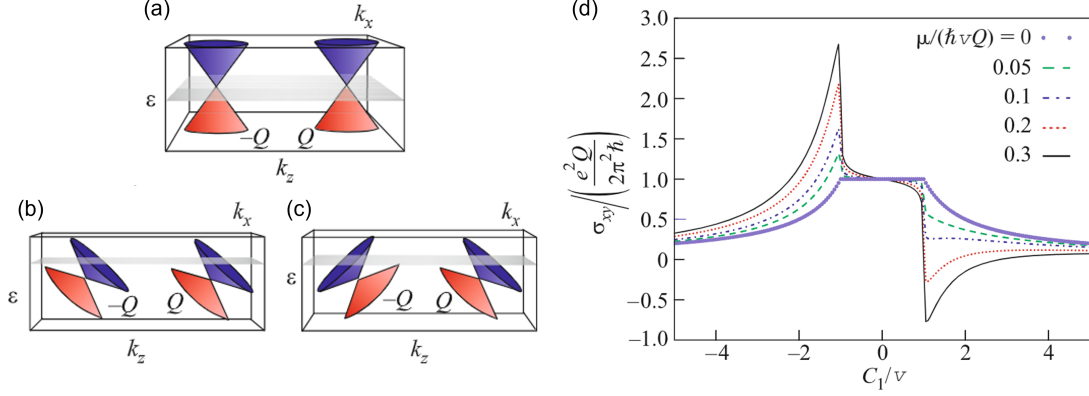 (a)
k_x
ε
−Q
Q
k_z
(b)
k_x
ε
−Q
Q
k_z
(c)
k_x
ε
−Q
Q
k_z
(d)
σ_xy/(e²Q/2π²ħ)
3.0
2.5
2.0
1.5
1.0
0.5
0
−0.5
−1.0
μ/(ħvQ) = 0
0.05
0.1
0.2
0.3
−4
−2
0
2
4
C₁/v